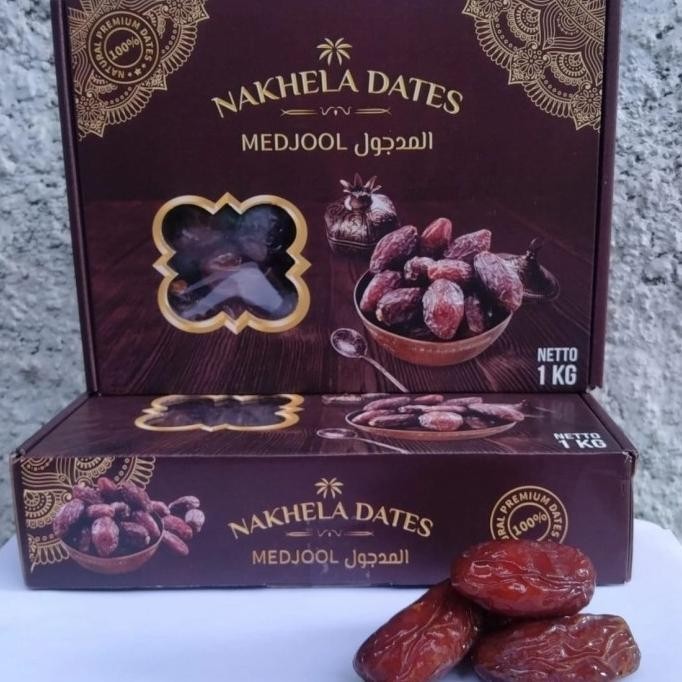 NATURAL PREMIUM DATES
100%
NAKHELA DATES
MEDJOOL المدجول
NETTO
1 KG
NETTO
1 KG
NAKHELA DATES
MEDJOOL المدجول
PREMIUM DATES
100%